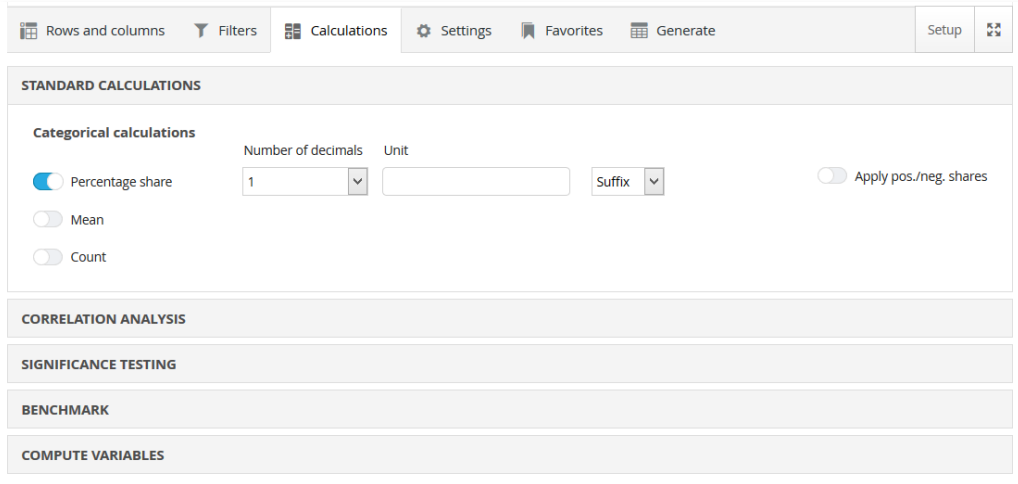 Rows and columns Filters Calculations Settings Favorites Generate Setup
STANDARD CALCULATIONS
Categorical calculations
Number of decimals Unit
Percentage share 1 Suffix Apply pos./neg. shares
Mean
Count
CORRELATION ANALYSIS
SIGNIFICANCE TESTING
BENCHMARK
COMPUTE VARIABLES